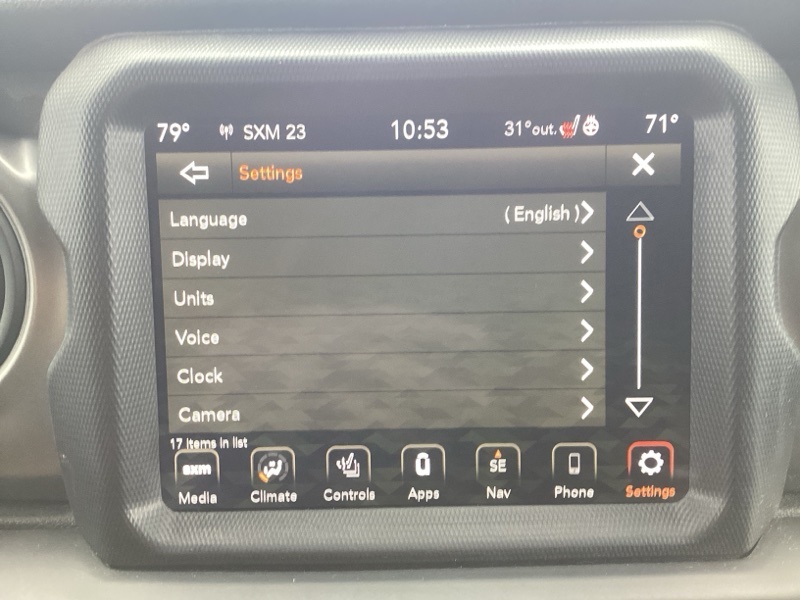 79° SXM 23 10:53 31°out. 71°
Settings
Language (English)
Display
Units
Voice
Clock
Camera
17 Items in list
sxm SE
Media Climate Controls Apps Nav Phone Settings